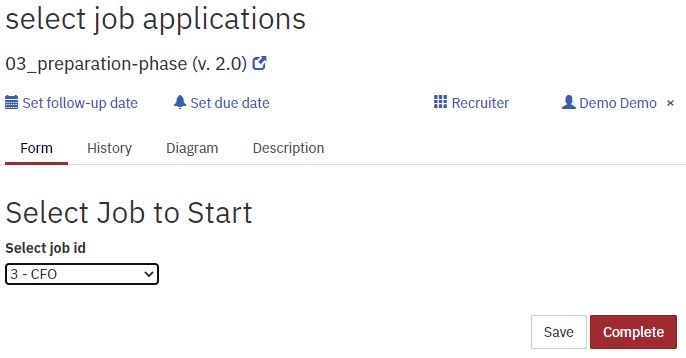 select job applications
03_preparation-phase (v. 2.0)
Set follow-up date Set due date Recruiter Demo Demo ×
Form History Diagram Description
Select Job to Start
Select job id
3 - CFO
Save Complete